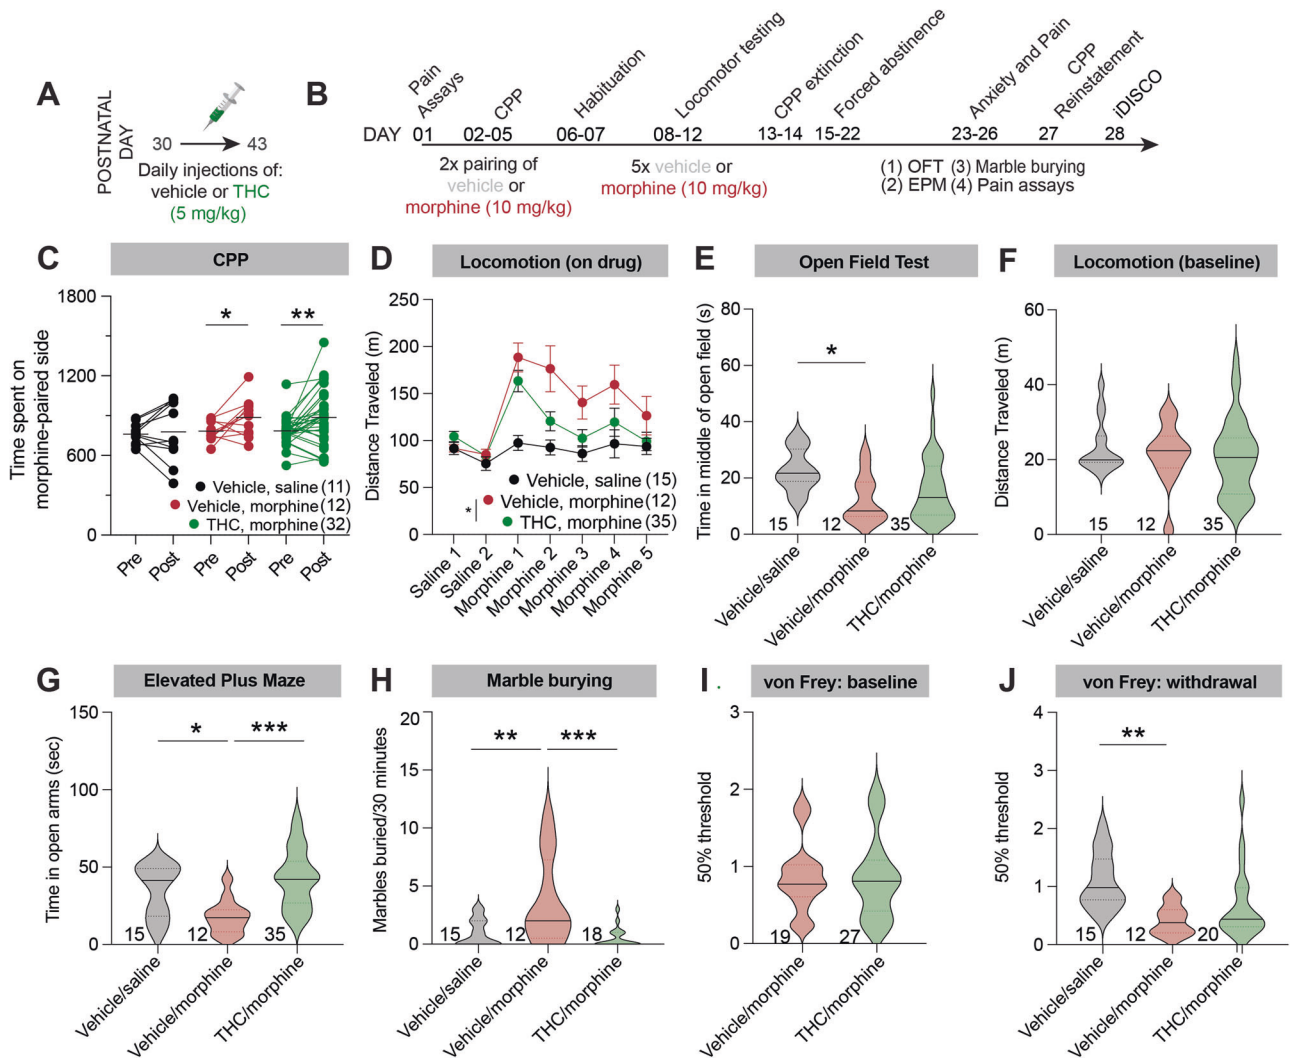 A
POSTNATAL
DAY
30
43
Daily injections of:
vehicle or THC
(5 mg/kg)
B
Pain
Assays
CPP
Habituation
Locomotor testing
CPP extinction
Forced abstinence
Anxiety and Pain
CPP
Reinstatement
iDISCO
DAY 01 02-05 06-07 08-12 13-14 15-22 23-26 27 28
2x pairing of
vehicle or
morphine (10 mg/kg)
5x vehicle or
morphine (10 mg/kg)
(1) OFT (3) Marble burying
(2) EPM (4) Pain assays
C
CPP
Time spent on
morphine-paired side
1800
1200
600
0
*
**
Vehicle, saline (11)
Vehicle, morphine (12)
THC, morphine (32)
Pre
Post
Pre
Post
Pre
Post
D
Locomotion (on drug)
Distance Traveled (m)
250
200
150
100
50
0
Vehicle, saline (15)
*
Vehicle, morphine (12)
THC, morphine (35)
Saline 1
Saline 2
Morphine 1
Morphine 2
Morphine 3
Morphine 4
Morphine 5
E
Open Field Test
Time in middle of open field (s)
80
60
40
20
0
*
15
12
35
Vehicle/saline
Vehicle/morphine
THC/morphine
F
Locomotion (baseline)
Distance Traveled (m)
60
40
20
0
15
12
35
Vehicle/saline
Vehicle/morphine
THC/morphine
G
Elevated Plus Maze
Time in open arms (sec)
150
100
50
0
*
***
15
12
35
Vehicle/saline
Vehicle/morphine
THC/morphine
H
Marble burying
Marbles buried/30 minutes
20
15
10
5
0
**
***
15
12
18
Vehicle/saline
Vehicle/morphine
THC/morphine
I
von Frey: baseline
50% threshold
3
2
1
0
19
27
Vehicle/morphine
THC/morphine
J
von Frey: withdrawal
50% threshold
4
3
2
1
0
**
15
12
20
Vehicle/saline
Vehicle/morphine
THC/morphine